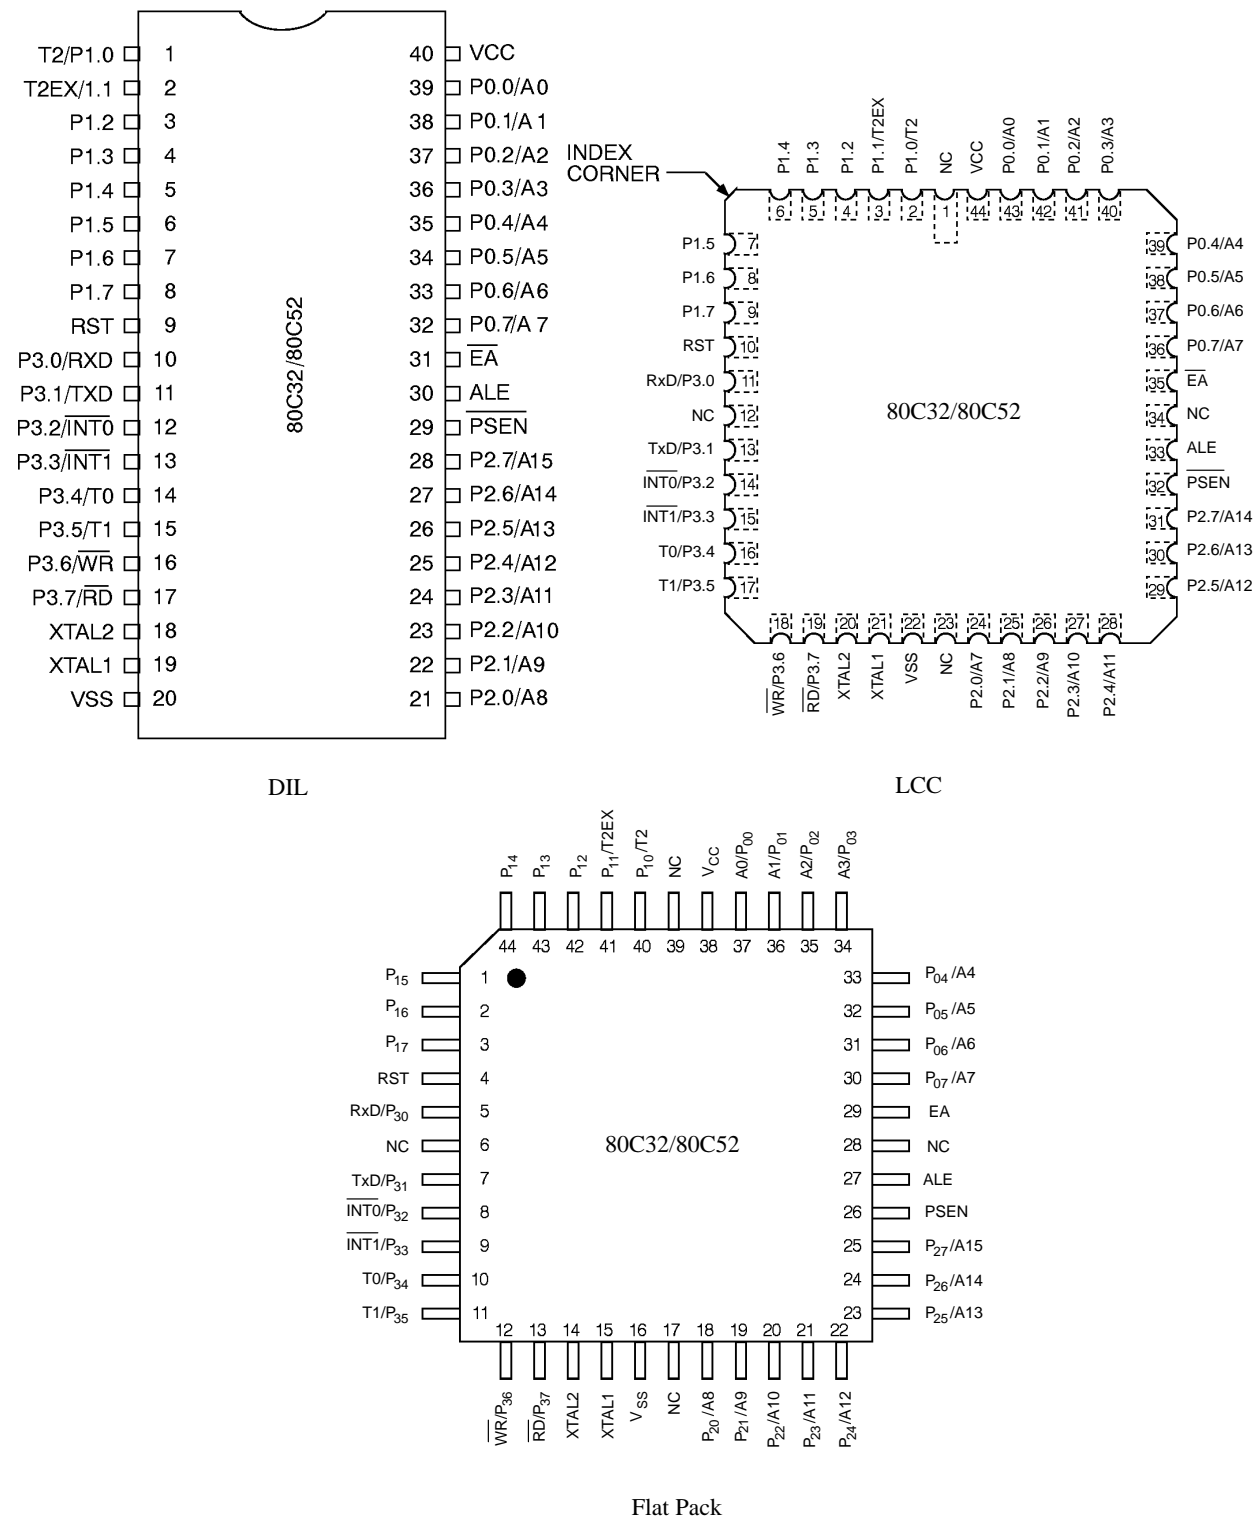 T2/P1.0 1 40 VCC
T2EX/1.1 2 39 P0.0/A0
P1.2 3 38 P0.1/A 1
P1.3 4 37 P0.2/A2
P1.4 5 36 P0.3/A3
P1.5 6 35 P0.4/A4
P1.6 7 34 P0.5/A5
P1.7 8 33 P0.6/A6
RST 9 32 P0.7/A 7
P3.0/RXD 10 31 EA
P3.1/TXD 11 30 ALE
P3.2/INT0 12 29 PSEN
P3.3/INT1 13 28 P2.7/A15
P3.4/T0 14 27 P2.6/A14
P3.5/T1 15 26 P2.5/A13
P3.6/WR 16 25 P2.4/A12
P3.7/RD 17 24 P2.3/A11
XTAL2 18 23 P2.2/A10
XTAL1 19 22 P2.1/A9
VSS 20 21 P2.0/A8
80C32/80C52
DIL
INDEX
CORNER
P1.4 P1.3 P1.2 P1.1/T2EX P1.0/T2 NC VCC P0.0/A0 P0.1/A1 P0.2/A2 P0.3/A3
6 5 4 3 2 1 44 43 42 41 40
P1.5 7 39 P0.4/A4
P1.6 8 38 P0.5/A5
P1.7 9 37 P0.6/A6
RST 10 36 P0.7/A7
RxD/P3.0 11 35 EA
NC 12 34 NC
TxD/P3.1 13 33 ALE
INT0/P3.2 14 32 PSEN
INT1/P3.3 15 31 P2.7/A14
T0/P3.4 16 30 P2.6/A13
T1/P3.5 17 29 P2.5/A12
80C32/80C52
18 19 20 21 22 23 24 25 26 27 28
WR/P3.6 RD/P3.7 XTAL2 XTAL1 VSS NC P2.0/A7 P2.1/A8 P2.2/A9 P2.3/A10 P2.4/A11
LCC
P14 P13 P12 P11/T2EX P10/T2 NC VCC A0/P00 A1/P01 A2/P02 A3/P03
44 43 42 41 40 39 38 37 36 35 34
P15 1 33 P04/A4
P16 2 32 P05/A5
P17 3 31 P06/A6
RST 4 30 P07/A7
RxD/P30 5 29 EA
NC 6 28 NC
TxD/P31 7 27 ALE
INT0/P32 8 26 PSEN
INT1/P33 9 25 P27/A15
T0/P34 10 24 P26/A14
T1/P35 11 23 P25/A13
80C32/80C52
12 13 14 15 16 17 18 19 20 21 22
WR/P36 RD/P37 XTAL2 XTAL1 VSS NC P20/A8 P21/A9 P22/A10 P23/A11 P24/A12
Flat Pack